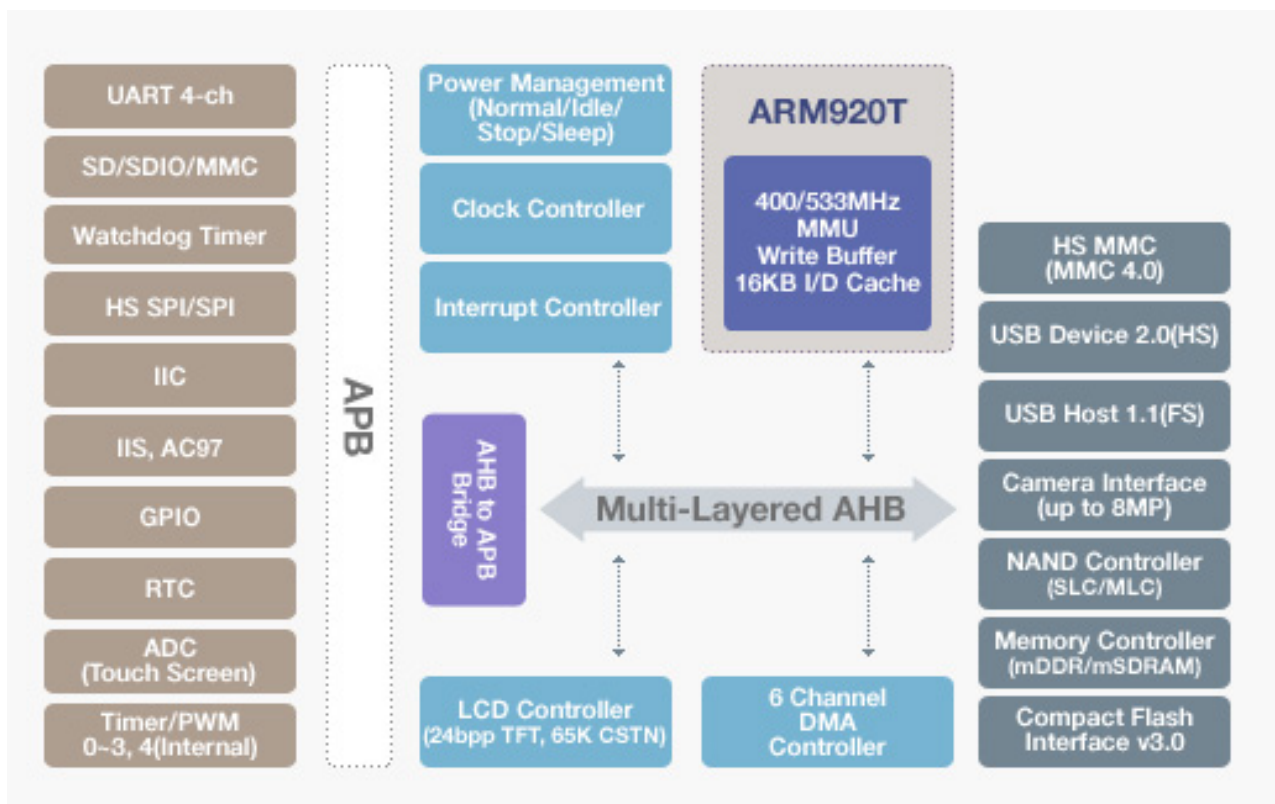 UART 4-ch
SD/SDIO/MMC
Watchdog Timer
HS SPI/SPI
IIC
IIS, AC97
GPIO
RTC
ADC
(Touch Screen)
Timer/PWM
0~3, 4(Internal)
APB
Power Management
(Normal/Idle/
Stop/Sleep)
Clock Controller
Interrupt Controller
AHB to APB
Bridge
ARM920T
400/533MHz
MMU
Write Buffer
16KB I/D Cache
Multi-Layered AHB
LCD Controller
(24bpp TFT, 65K CSTN)
6 Channel
DMA
Controller
HS MMC
(MMC 4.0)
USB Device 2.0(HS)
USB Host 1.1(FS)
Camera Interface
(up to 8MP)
NAND Controller
(SLC/MLC)
Memory Controller
(mDDR/mSDRAM)
Compact Flash
Interface v3.0